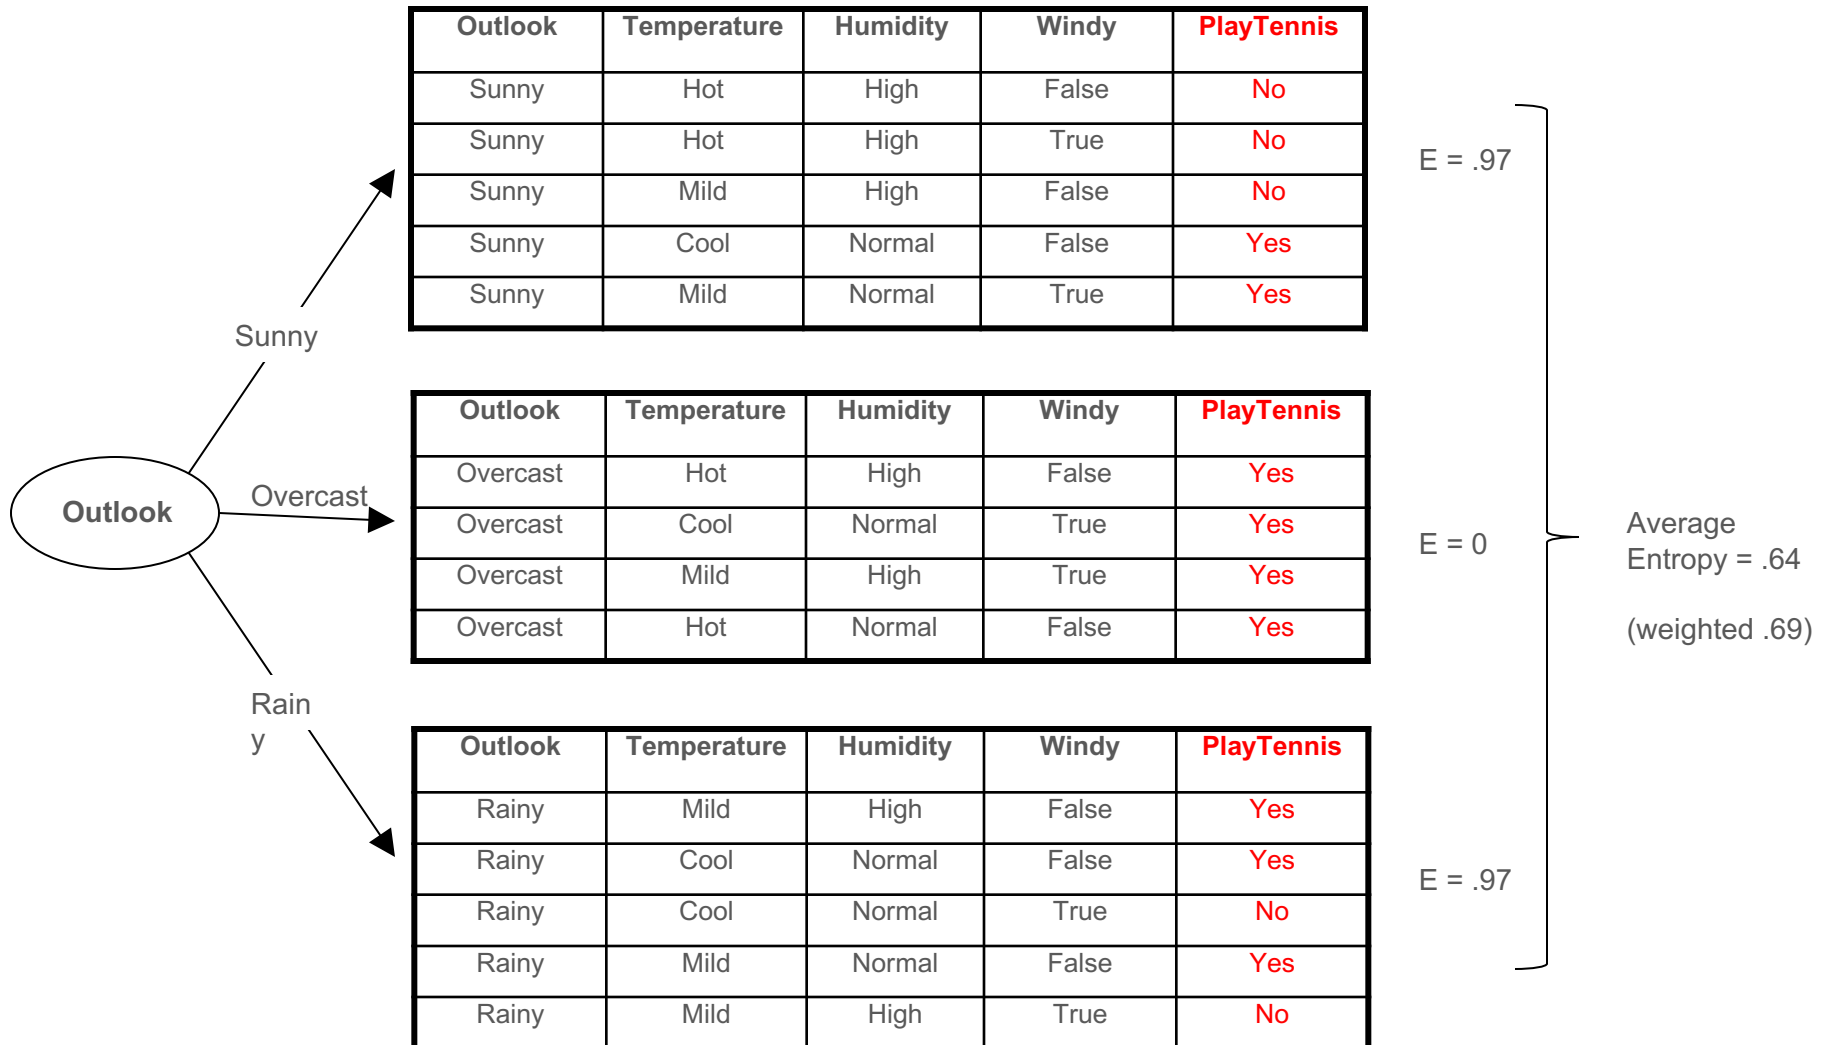 Outlook Temperature Humidity Windy PlayTennis
Sunny Hot High False No
Sunny Hot High True No
Sunny Mild High False No
Sunny Cool Normal False Yes
Sunny Mild Normal True Yes
E = .97
Sunny
Outlook Temperature Humidity Windy PlayTennis
Overcast Hot High False Yes
Overcast Cool Normal True Yes
Overcast Mild High True Yes
Overcast Hot Normal False Yes
Outlook
Overcast
E = 0
Average
Entropy = .64
(weighted .69)
Rain
y
Outlook Temperature Humidity Windy PlayTennis
Rainy Mild High False Yes
Rainy Cool Normal False Yes
Rainy Cool Normal True No
Rainy Mild Normal False Yes
Rainy Mild High True No
E = .97